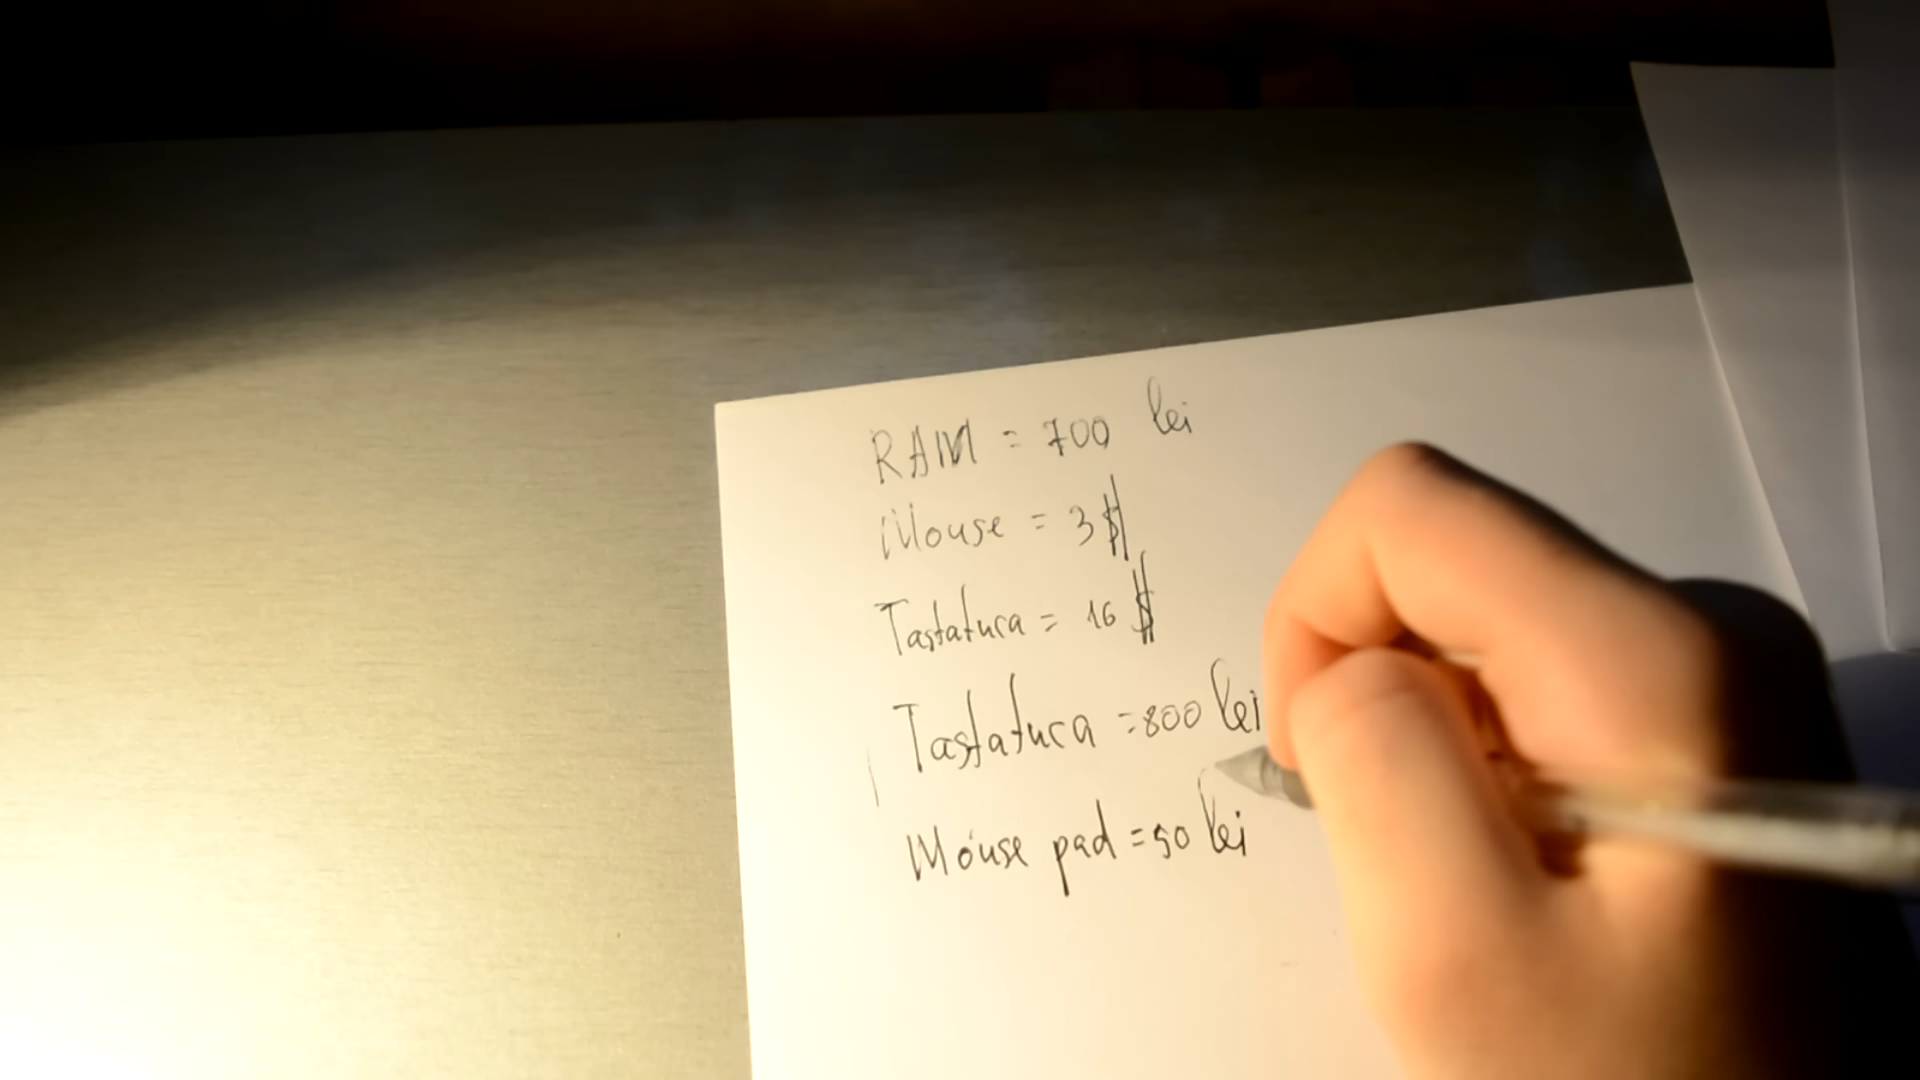 RAM = 700 lei
Mouse = 3 $
Tastatura = 16 $
Tastatura = 800 lei
Mouse pad = 50 lei